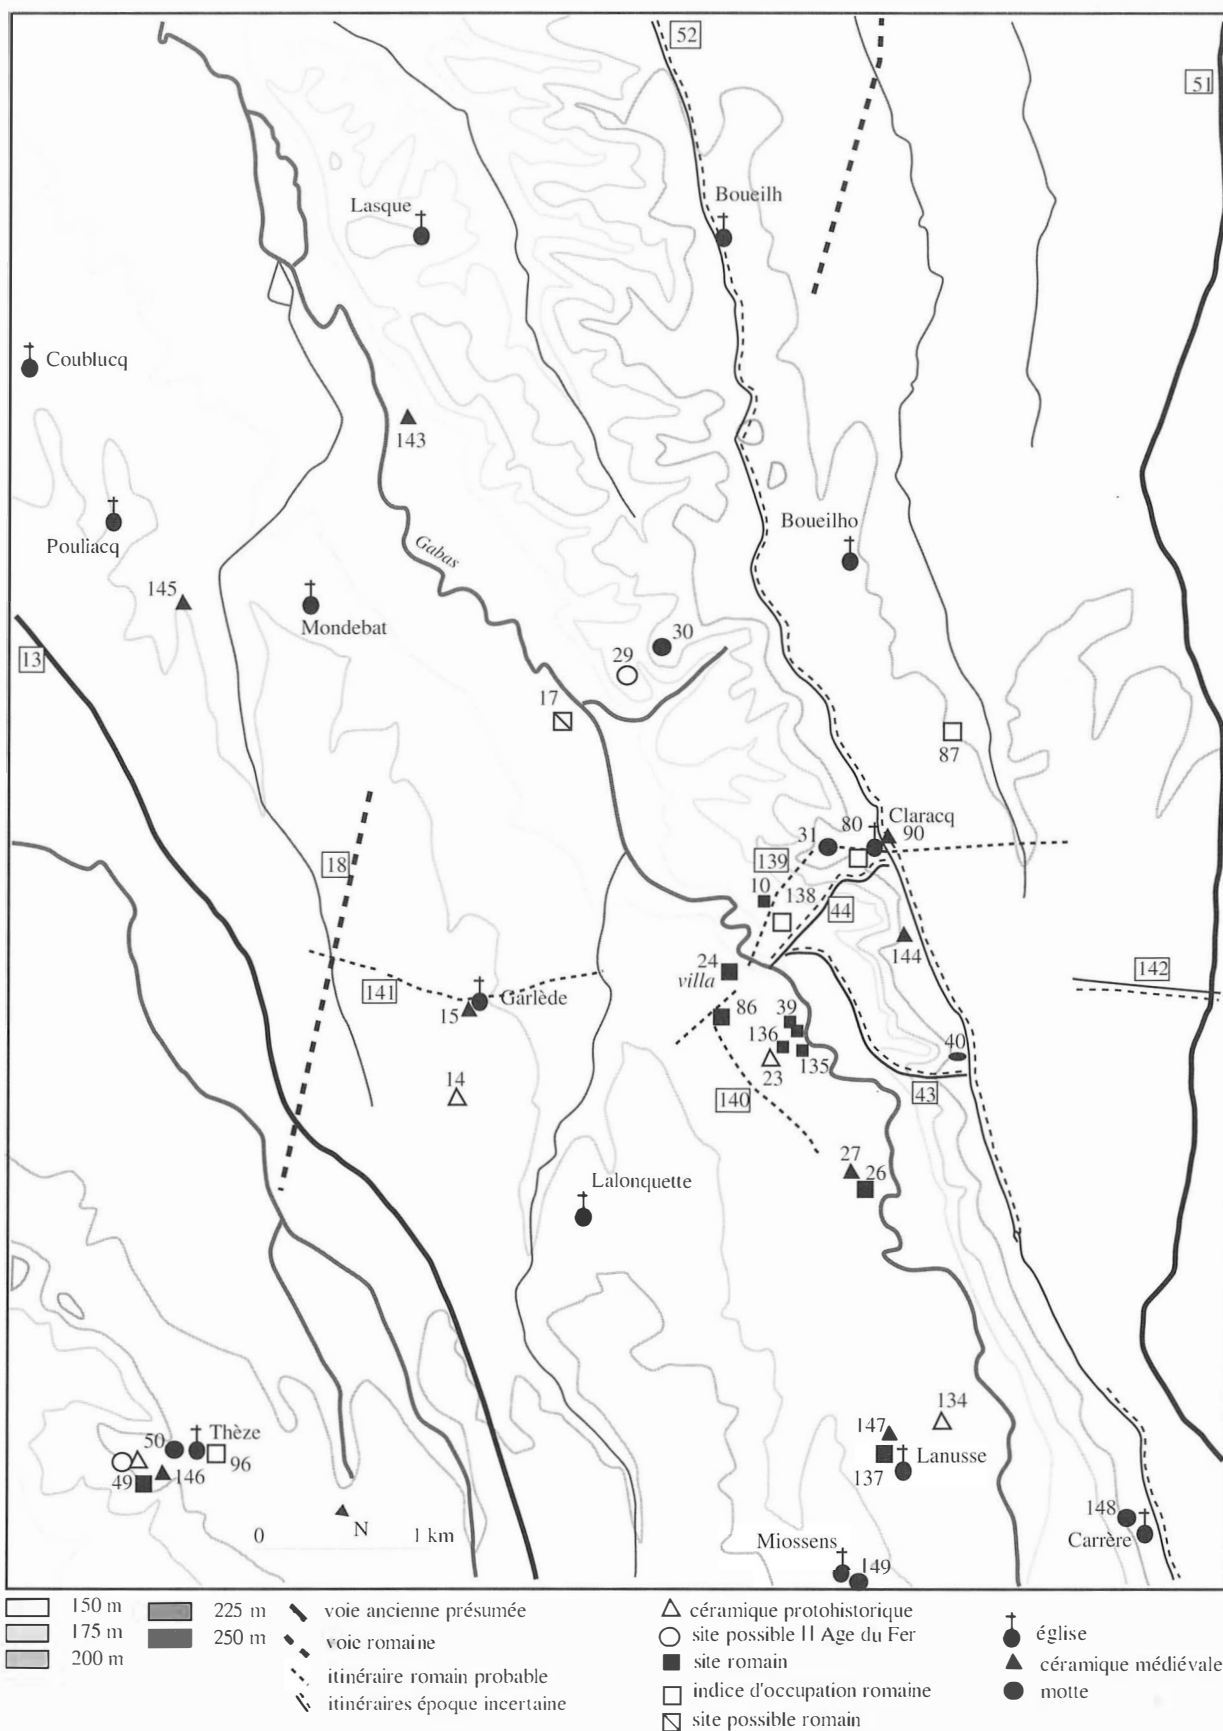 52
51
Lasque
Boueilh
Coublucq
143
Boueilho
Pouliacq
Gabas
145
Mondebat
30
13
29
17
87
Claracq
80
90
31
18
139
10
138
44
24
144
142
villa
141
Garlède
15
86
39
136
40
14
23
135
140
43
27
26
Lalonquette
134
147
Thèze
50
Lanusse
49
146
96
137
148
0
N
1 km
Miossens
149
Carrère
150 m
225 m
voie ancienne présumée
céramique protohistorique
175 m
250 m
voie romaine
site possible II Age du Fer
église
200 m
site romain
céramique médiévale
itinéraire romain probable
indice d'occupation romaine
motte
itinéraires époque incertaine
site possible romain